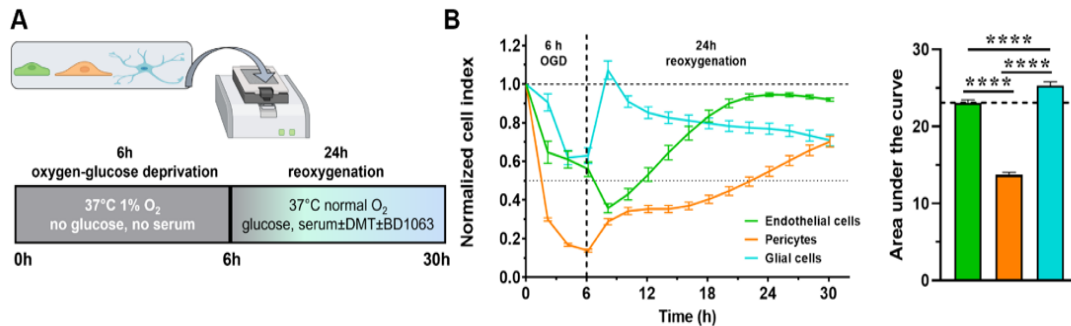 A
6h
oxygen-glucose deprivation
24h
reoxygenation
37°C 1% O₂
no glucose, no serum
37°C normal O₂
glucose, serum±DMT±BD1063
0h
6h
30h
B
Normalized cell index
1.2
1.0
0.8
0.6
0.4
0.2
0.0
6 h
OGD
24h
reoxygenation
Endothelial cells
Pericytes
Glial cells
0
6
12
18
24
30
Time (h)
Area under the curve
30
20
10
0
****
****
****